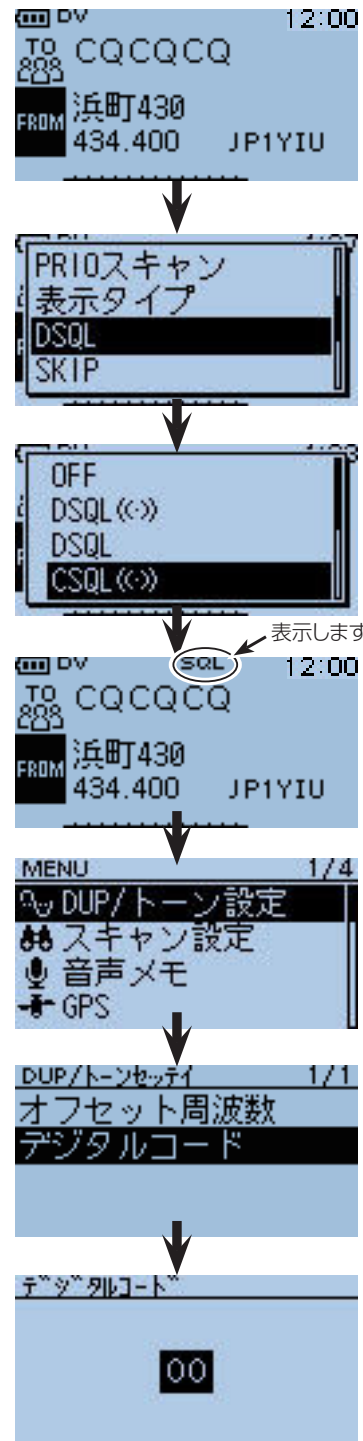 DV 12:00
TO CQCQCQ
FROM 浜町430
434.400 JP1YIU
PRIOスキャン
表示タイプ
DSQL
SKIP
OFF
DSQL((·))
DSQL
CSQL((·))
表示します
DV SQL 12:00
TO CQCQCQ
FROM 浜町430
434.400 JP1YIU
MENU 1/4
DUP/トーン設定
スキャン設定
音声メモ
GPS
DUP/トーンセッテイ 1/1
オフセット周波数
デジタルコード
デジタルコード
00